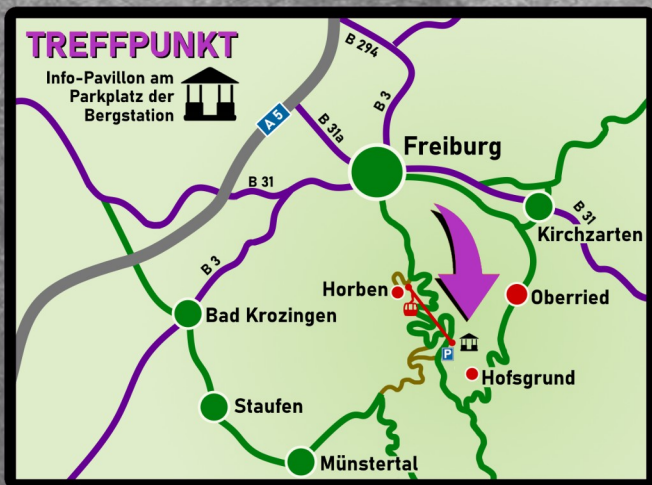 TREFFPUNKT
Info-Pavillon am
Parkplatz der
Bergstation
B 294
B 3
A 5
B 31a
Freiburg
B 31
B 31
Kirchzarten
B 3
Horben
Oberried
Bad Krozingen
P
Hofsgrund
Staufen
Münstertal